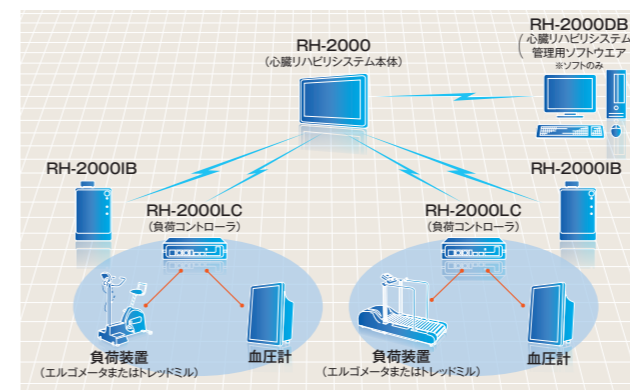 RH-2000
（心臓リハビリシステム本体）
RH-2000DB
（心臓リハビリシステム
管理用ソフトウエア）
※ソフトのみ
RH-2000IB
RH-2000IB
RH-2000LC
（負荷コントローラ）
RH-2000LC
（負荷コントローラ）
負荷装置
（エルゴメータまたはトレッドミル）
血圧計
負荷装置
（エルゴメータまたはトレッドミル）
血圧計